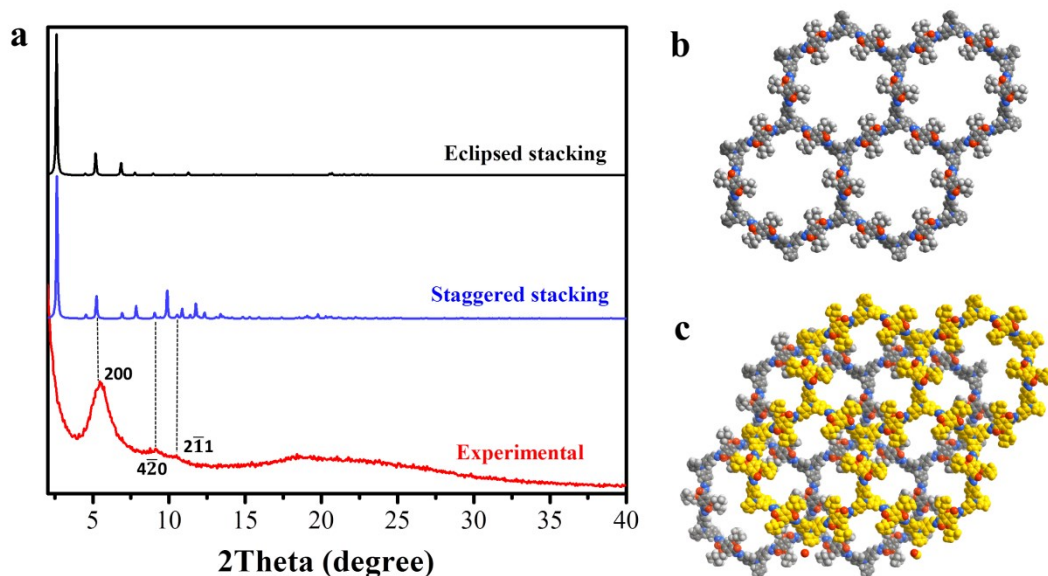 a
b
Eclipsed stacking
Staggered stacking
200
2̅11
4̅20
Experimental
c
5
10
15
20
25
30
35
40
2Theta (degree)